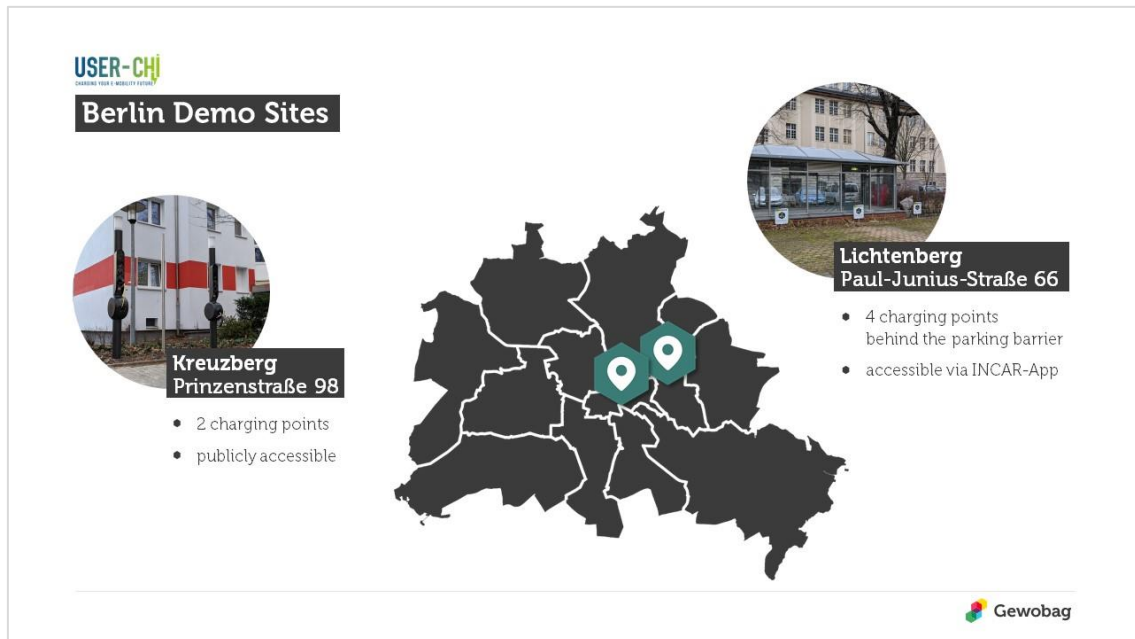 USER-CHI
CHARGING YOUR E-MOBILITY FUTURE
Berlin Demo Sites
Kreuzberg
Prinzenstraße 98
• 2 charging points
• publicly accessible
Lichtenberg
Paul-Junius-Straße 66
• 4 charging points
behind the parking barrier
• accessible via INCAR-App
Gewobag